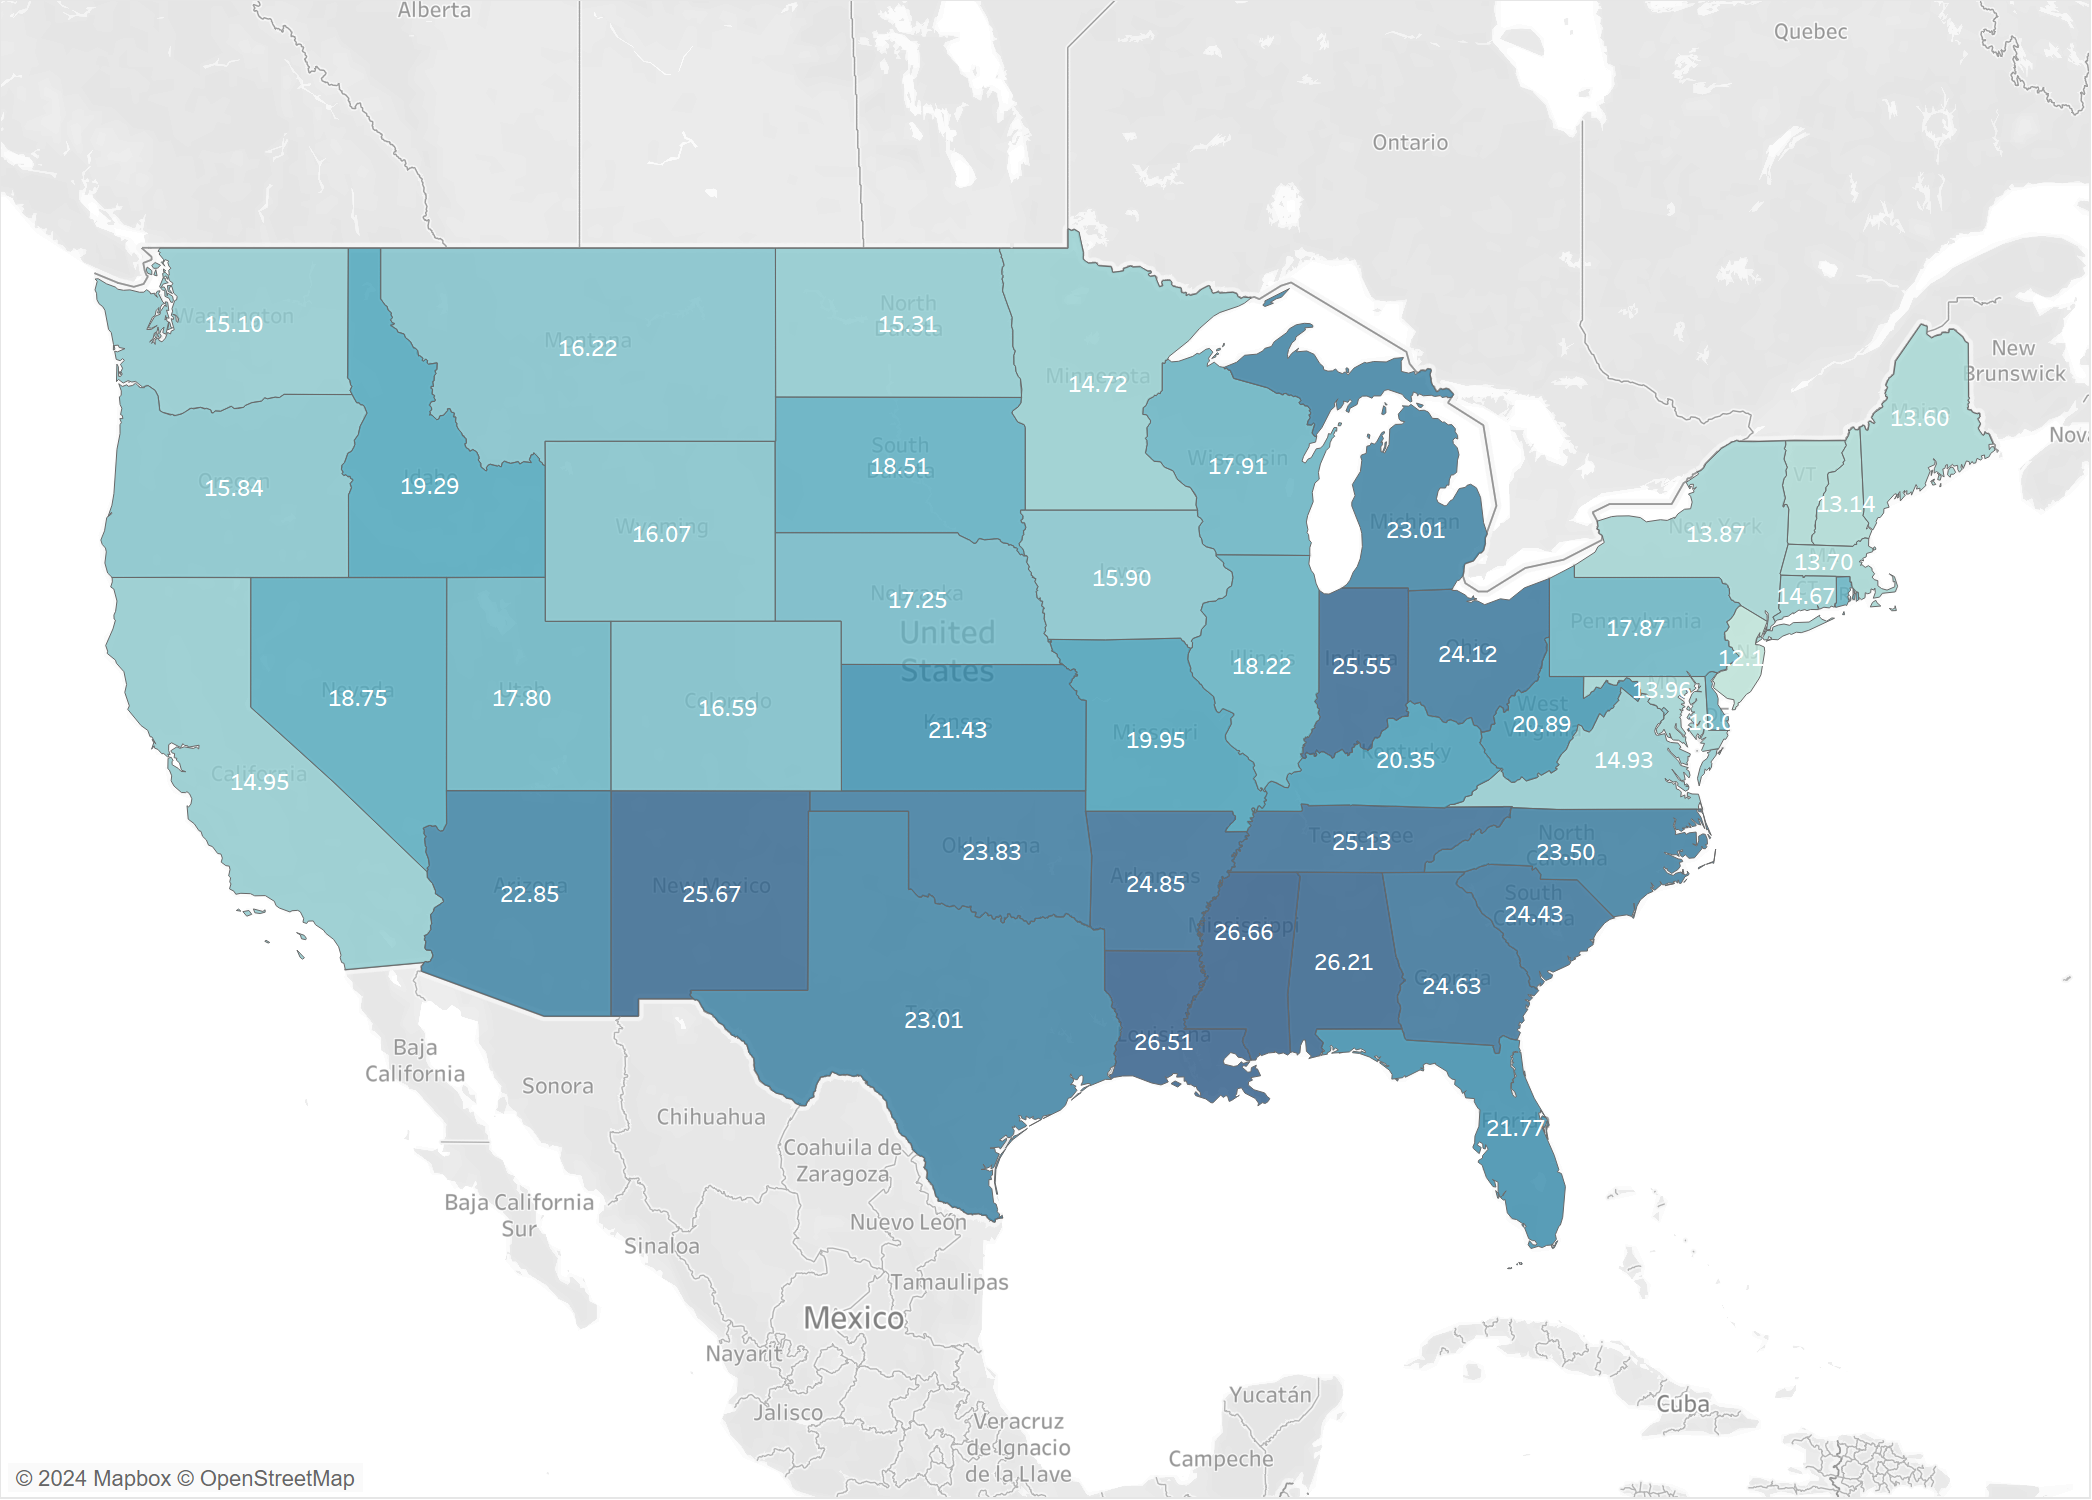 Alberta
Quebec
Ontario
New
Brunswick
Nova
Washington
15.10
Montana
16.22
North
Dakota
15.31
Minnesota
14.72
Maine
13.60
Oregon
15.84
Idaho
19.29
Wyoming
16.07
South
Dakota
18.51
Wisconsin
17.91
Michigan
23.01
VT
13.14
New York
13.87
13.70
CT
14.67
Iowa
15.90
Nebraska
17.25
United
States
Illinois
18.22
Indiana
25.55
Ohio
24.12
Pennsylvania
17.87
12.1
13.96
18.0
Nevada
18.75
Utah
17.80
Colorado
16.59
Kansas
21.43
Missouri
19.95
Kentucky
20.35
West
Virginia
20.89
14.93
California
14.95
Arizona
22.85
New Mexico
25.67
Oklahoma
23.83
Arkansas
24.85
Tennessee
25.13
North
Carolina
23.50
South
Carolina
24.43
Mississippi
26.66
26.21
Georgia
24.63
Texas
23.01
Louisiana
26.51
Florida
21.77
Baja
California
Sonora
Chihuahua
Coahuila de
Zaragoza
Baja California
Sur
Nuevo León
Sinaloa
Tamaulipas
Mexico
Nayarit
Jalisco
Veracruz
de Ignacio
de la Llave
Yucatán
Campeche
Cuba
© 2024 Mapbox © OpenStreetMap